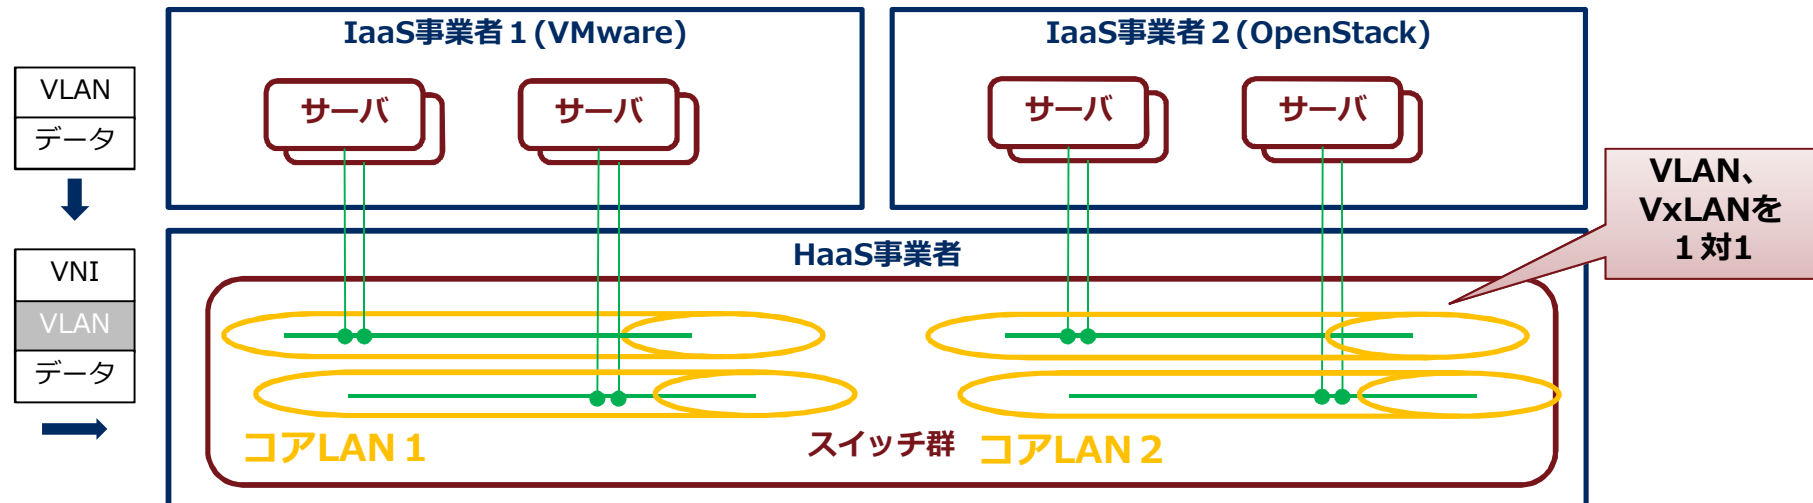 IaaS事業者１(VMware)
IaaS事業者２(OpenStack)
VLAN
データ
サーバ
サーバ
サーバ
サーバ
VLAN、
VxLANを
１対1
HaaS事業者
VNI
VLAN
データ
コアLAN１
スイッチ群
コアLAN２